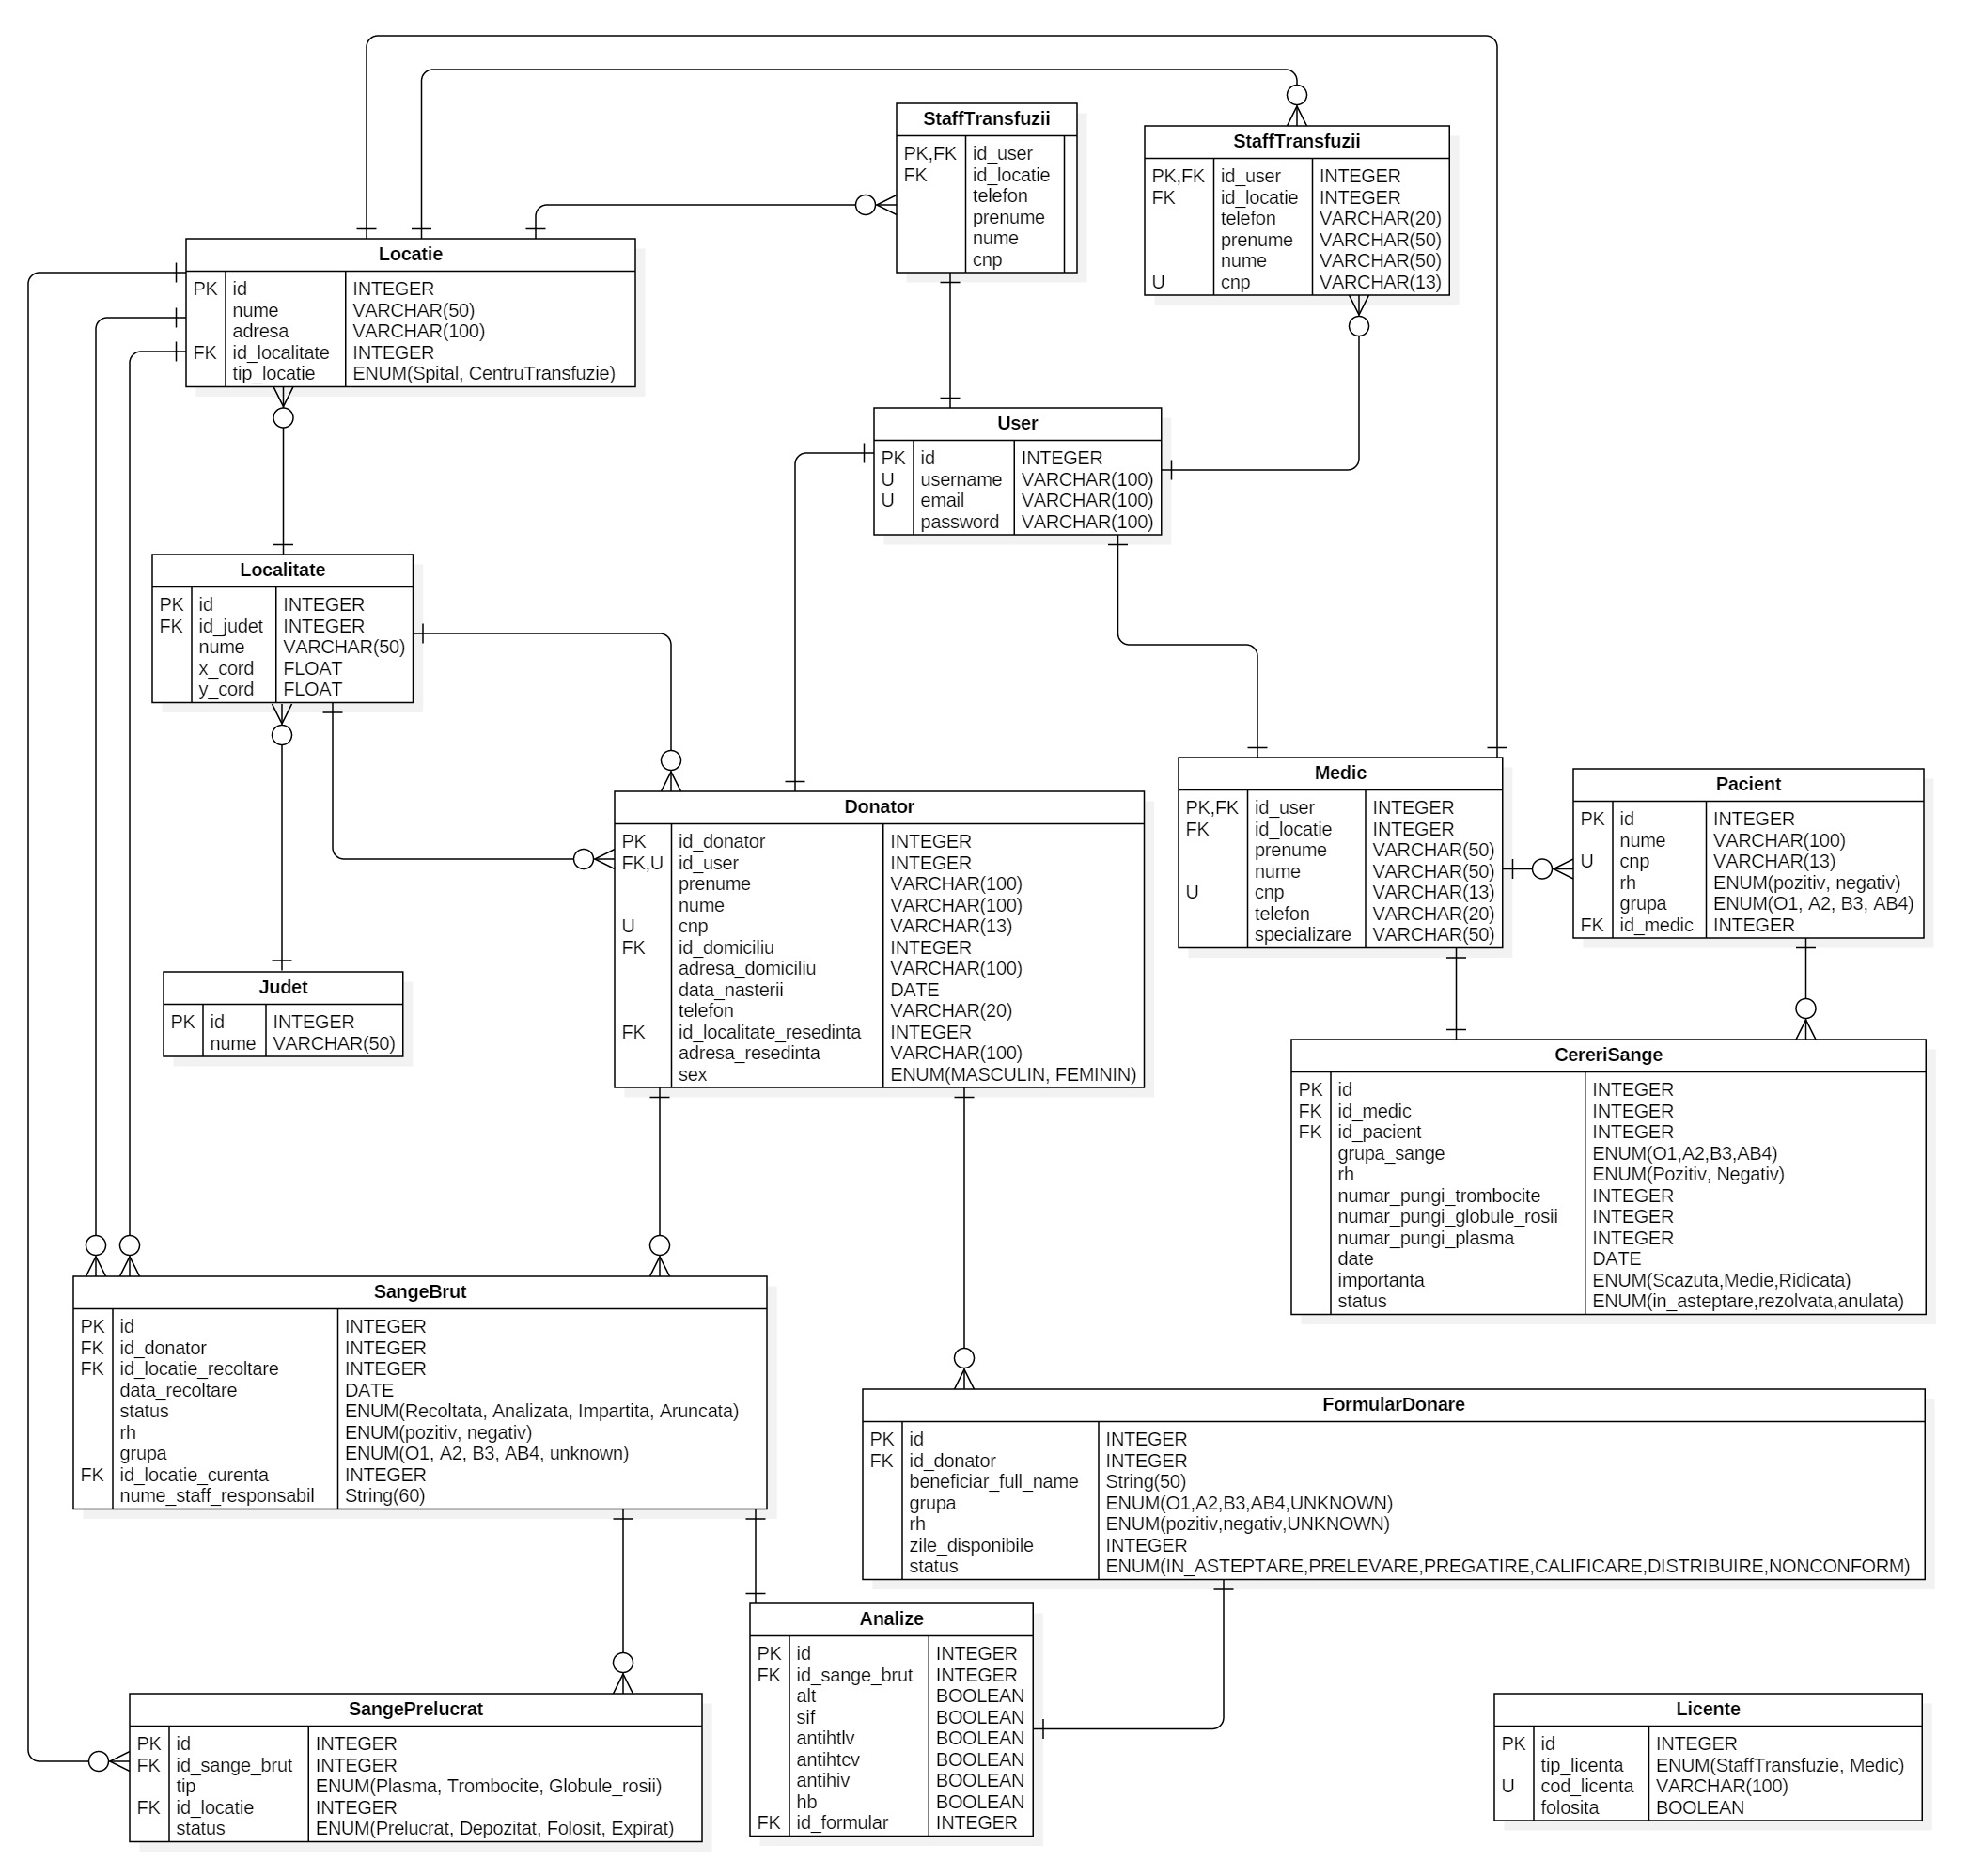 StaffTransfuzii
PK,FK id_user
FK id_locatie
telefon
prenume
nume
cnp
StaffTransfuzii
PK,FK id_user INTEGER
FK id_locatie INTEGER
telefon VARCHAR(20)
prenume VARCHAR(50)
nume VARCHAR(50)
U cnp VARCHAR(13)
Locatie
PK id INTEGER
nume VARCHAR(50)
adresa VARCHAR(100)
FK id_localitate INTEGER
tip_locatie ENUM(Spital, CentruTransfuzie)
User
PK id INTEGER
U username VARCHAR(100)
U email VARCHAR(100)
password VARCHAR(100)
Localitate
PK id INTEGER
FK id_judet INTEGER
nume VARCHAR(50)
x_cord FLOAT
y_cord FLOAT
Medic
PK,FK id_user INTEGER
FK id_locatie INTEGER
prenume VARCHAR(50)
nume VARCHAR(50)
U cnp VARCHAR(13)
telefon VARCHAR(20)
specializare VARCHAR(50)
Pacient
PK id INTEGER
nume VARCHAR(100)
U cnp VARCHAR(13)
rh ENUM(pozitiv, negativ)
grupa ENUM(O1, A2, B3, AB4)
FK id_medic INTEGER
Donator
PK id_donator INTEGER
FK,U id_user INTEGER
prenume VARCHAR(100)
nume VARCHAR(100)
U cnp VARCHAR(13)
FK id_domiciliu INTEGER
adresa_domiciliu VARCHAR(100)
data_nasterii DATE
telefon VARCHAR(20)
FK id_localitate_resedinta INTEGER
adresa_resedinta VARCHAR(100)
sex ENUM(MASCULIN, FEMININ)
Judet
PK id INTEGER
nume VARCHAR(50)
CereriSange
PK id INTEGER
FK id_medic INTEGER
FK id_pacient INTEGER
grupa_sange ENUM(O1,A2,B3,AB4)
rh ENUM(Pozitiv, Negativ)
numar_pungi_trombocite INTEGER
numar_pungi_globule_rosii INTEGER
numar_pungi_plasma INTEGER
date DATE
importanta ENUM(Scazuta,Medie,Ridicata)
status ENUM(in_asteptare,rezolvata,anulata)
SangeBrut
PK id INTEGER
FK id_donator INTEGER
FK id_locatie_recoltare INTEGER
data_recoltare DATE
status ENUM(Recoltata, Analizata, Impartita, Aruncata)
rh ENUM(pozitiv, negativ)
grupa ENUM(O1, A2, B3, AB4, unknown)
FK id_locatie_curenta INTEGER
nume_staff_responsabil String(60)
FormularDonare
PK id INTEGER
FK id_donator INTEGER
beneficiar_full_name String(50)
grupa ENUM(O1,A2,B3,AB4,UNKNOWN)
rh ENUM(pozitiv,negativ,UNKNOWN)
zile_disponibile INTEGER
status ENUM(IN_ASTEPTARE,PRELEVARE,PREGATIRE,CALIFICARE,DISTRIBUIRE,NONCONFORM)
Analize
PK id INTEGER
FK id_sange_brut INTEGER
alt BOOLEAN
sif BOOLEAN
antihtlv BOOLEAN
antihtcv BOOLEAN
antihiv BOOLEAN
hb BOOLEAN
FK id_formular INTEGER
SangePrelucrat
PK id INTEGER
FK id_sange_brut INTEGER
tip ENUM(Plasma, Trombocite, Globule_rosii)
FK id_locatie INTEGER
status ENUM(Prelucrat, Depozitat, Folosit, Expirat)
Licente
PK id INTEGER
tip_licenta ENUM(StaffTransfuzie, Medic)
U cod_licenta VARCHAR(100)
folosita BOOLEAN